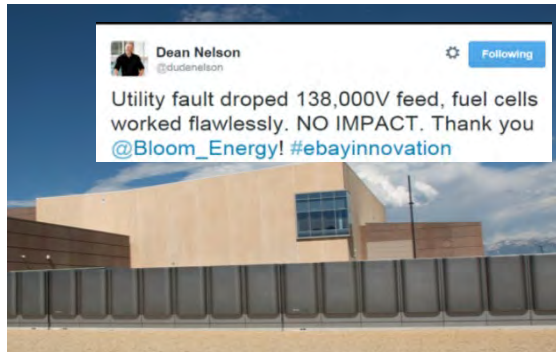 Dean Nelson
@dudenelson
Following
Utility fault droped 138,000V feed, fuel cells
worked flawlessly. NO IMPACT. Thank you
@Bloom_Energy! #ebayinnovation